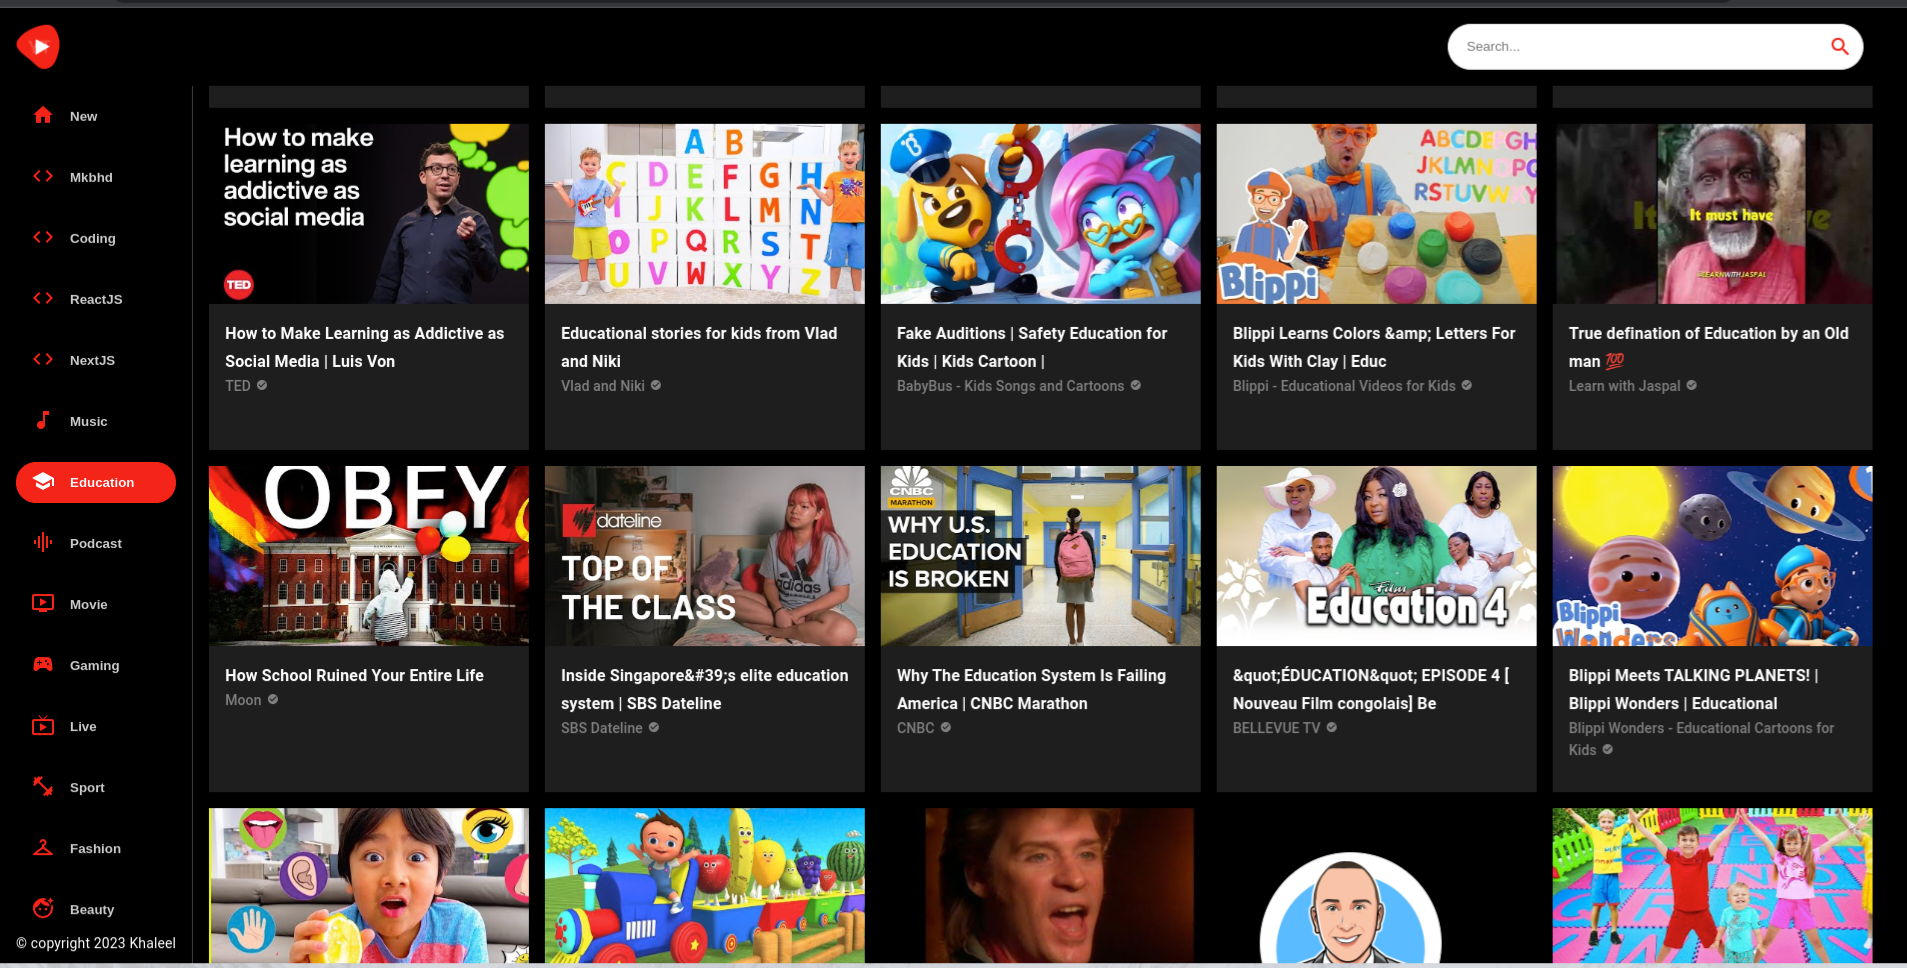 Search...
New
Mkbhd
Coding
ReactJS
NextJS
Music
Education
Podcast
Movie
Gaming
Live
Sport
Fashion
Beauty
© copyright 2023 Khaleel
How to make
learning as
addictive as
social media
TED
How to Make Learning as Addictive as
Social Media | Luis Von
TED
A B
C D E F G H
I J K L M N
O P Q R S T
U V W X Y Z
Educational stories for kids from Vlad
and Niki
Vlad and Niki
Fake Auditions | Safety Education for
Kids | Kids Cartoon |
BabyBus - Kids Songs and Cartoons
ABCDEFGH
JKLMNOPQ
RSTUVWXY
Blippi
Blippi Learns Colors &amp; Letters For
Kids With Clay | Educ
Blippi - Educational Videos for Kids
It must have
#LEARNWITHJASPAL
True defination of Education by an Old
man 💯
Learn with Jaspal
OBEY
How School Ruined Your Entire Life
Moon
dateline
TOP OF
THE CLASS
adidas
Inside Singapore&#39;s elite education
system | SBS Dateline
SBS Dateline
CNBC
MARATHON
WHY U.S.
EDUCATION
IS BROKEN
Why The Education System Is Failing
America | CNBC Marathon
CNBC
Film
Education 4
&quot;ÉDUCATION&quot; EPISODE 4 [
Nouveau Film congolais] Be
BELLEVUE TV
Blippi
Wonders
Blippi Meets TALKING PLANETS! |
Blippi Wonders | Educational
Blippi Wonders - Educational Cartoons for
Kids